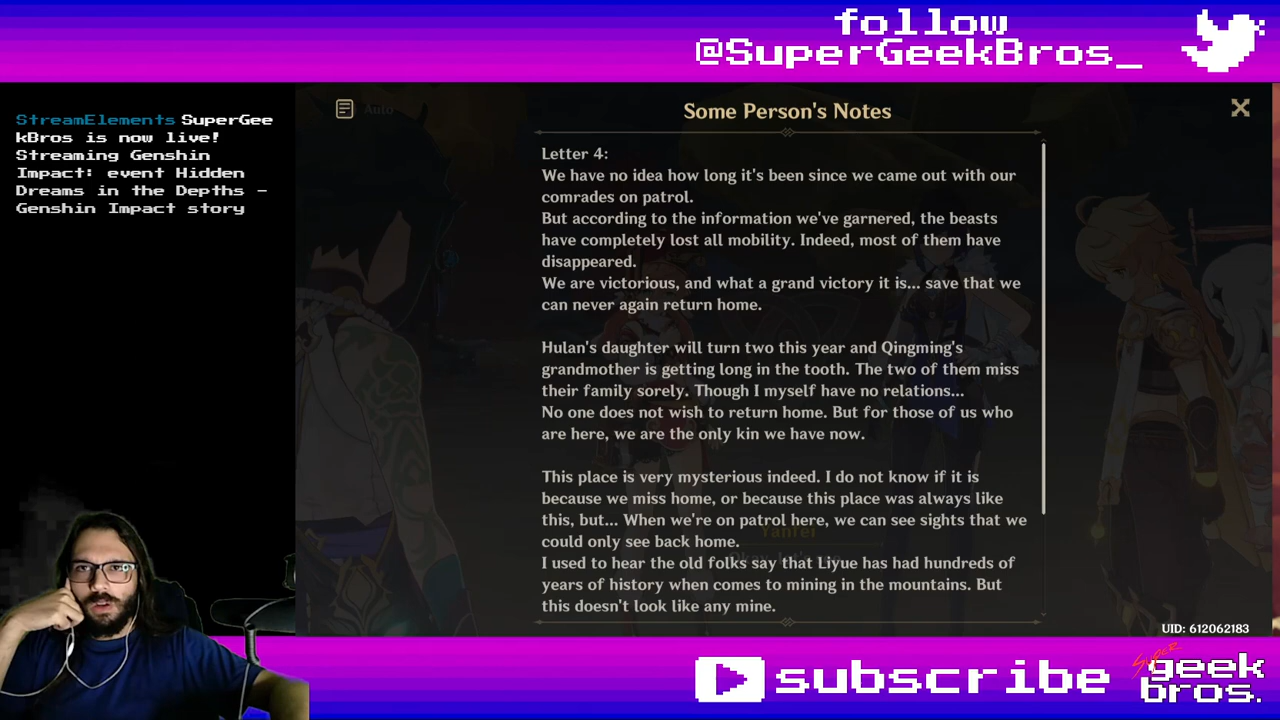 follow
@SuperGeekBros_
StreamElements SuperGee
kBros is now live!
Streaming Genshin
Impact: event Hidden
Dreams in the Depths -
Genshin Impact story
Auto
Some Person's Notes
Letter 4:
We have no idea how long it's been since we came out with our
comrades on patrol.
But according to the information we've garnered, the beasts
have completely lost all mobility. Indeed, most of them have
disappeared.
We are victorious, and what a grand victory it is... save that we
can never again return home.
Hulan's daughter will turn two this year and Qingming's
grandmother is getting long in the tooth. The two of them miss
their family sorely. Though I myself have no relations...
No one does not wish to return home. But for those of us who
are here, we are the only kin we have now.
This place is very mysterious indeed. I do not know if it is
because we miss home, or because this place was always like
this, but... When we're on patrol here, we can see sights that we
Yanfei
could only see back home.
I used to hear the old folks say that Liyue has had hundreds of
years of history when comes to mining in the mountains. But
this doesn't look like any mine.
UID: 612062183
subscribe
Super
geek
bros.